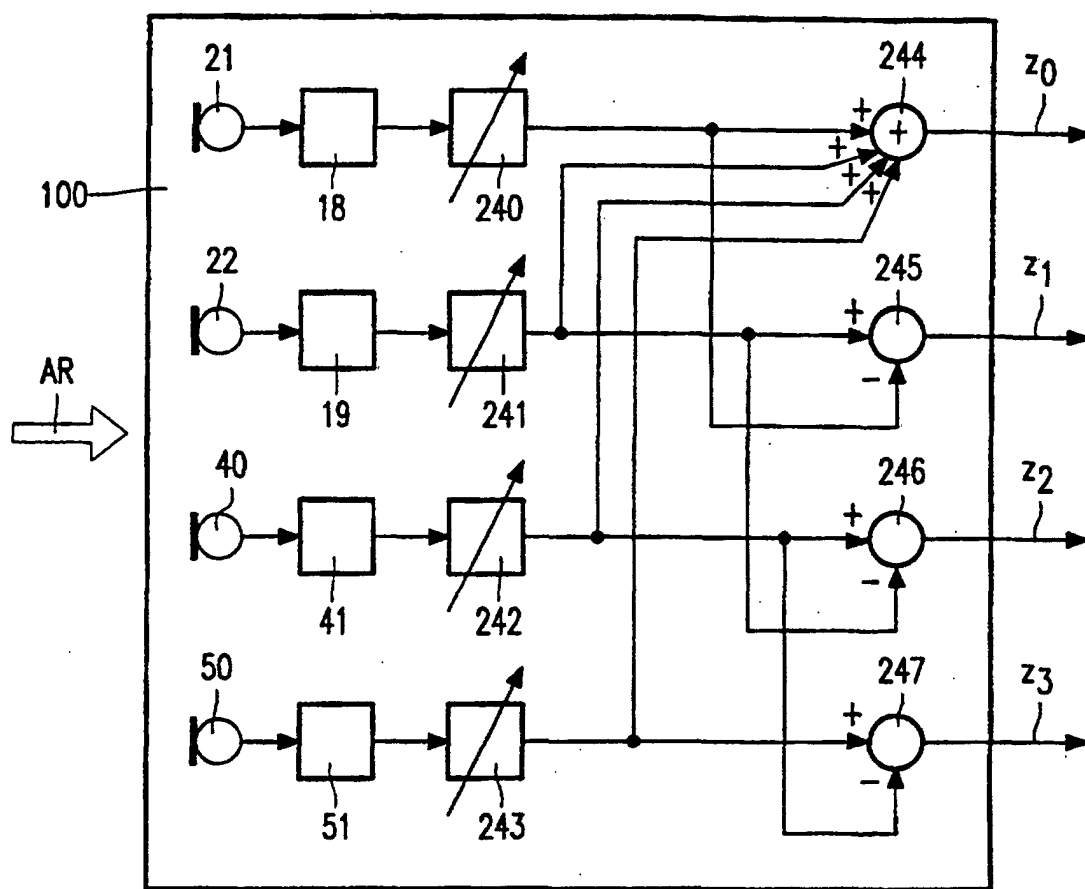 21 244 z0
+ + + + +
100 18 240
22 245 z1
+
AR 19 241 -
40 246 z2
+
-
41 242
50 247 z3
+
-
51 243